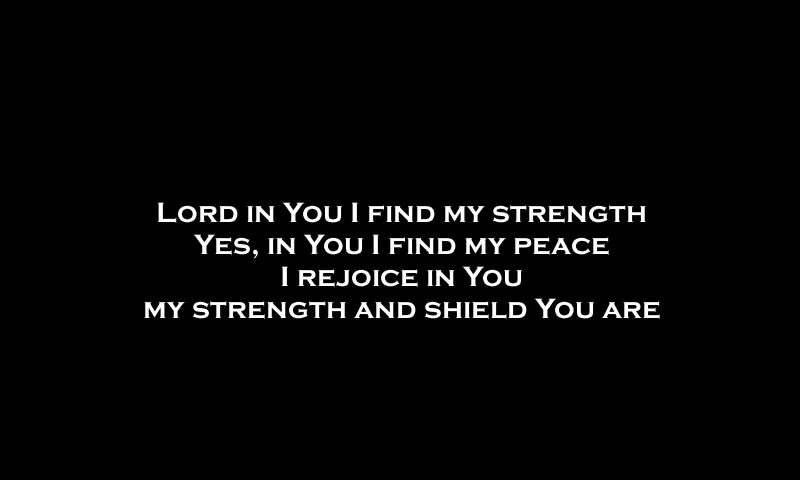 Lord in You I find my strength
Yes, in You I find my peace
I rejoice in You
my strength and shield You are